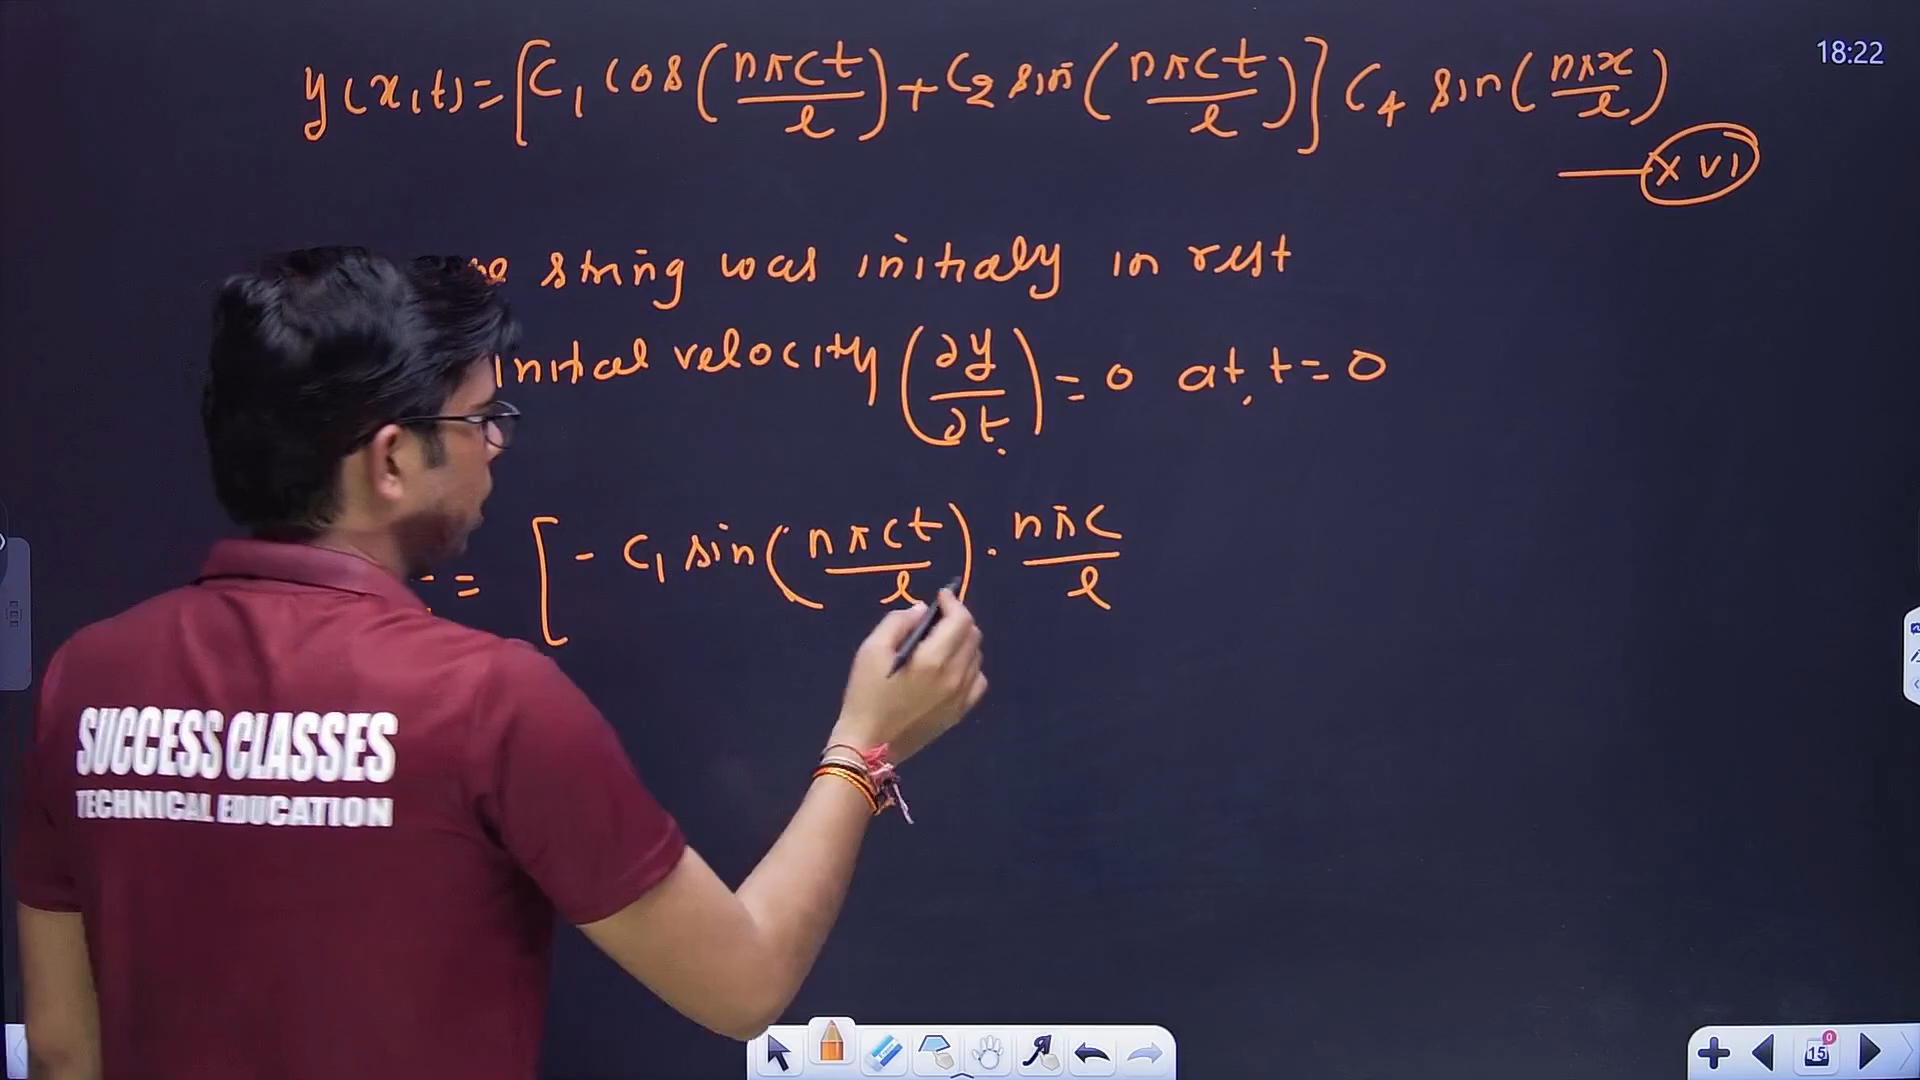 18:22
y(x,t) = [C₁ cos(nπct/l) + C₂ sin(nπct/l)] C₄ sin(nπx/l)
— XVI
string was initialy in rest
initial velocity (∂y/∂t) = 0 at t = 0
= [- C₁ sin(nπct/l) · nπc/l
SUCCESS CLASSES
TECHNICAL EDUCATION
15
0